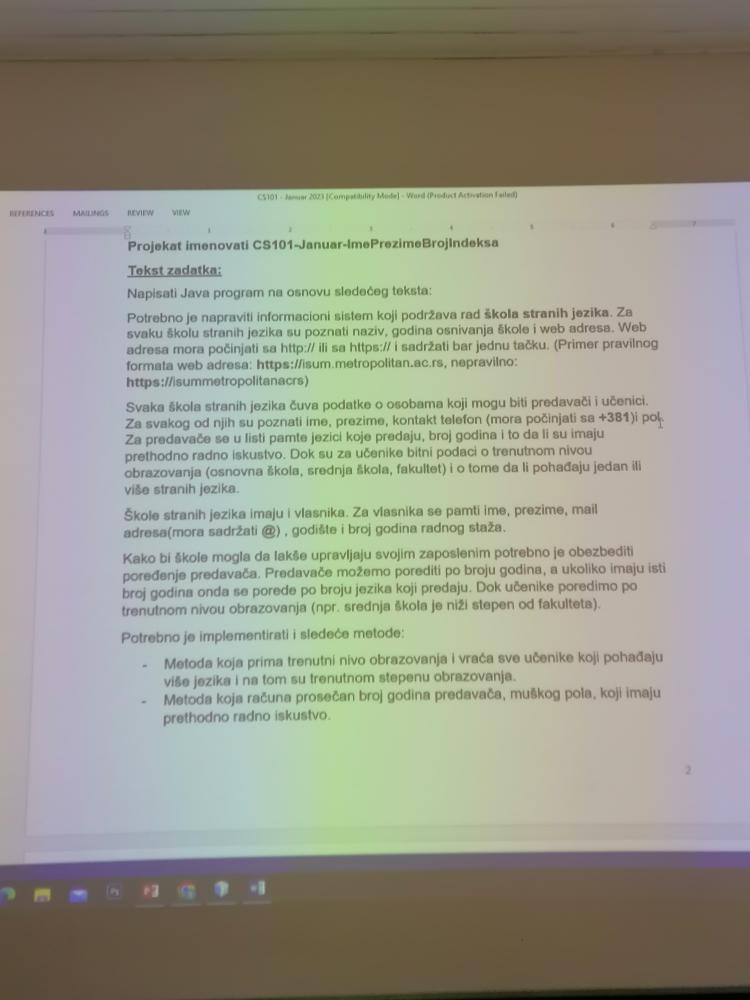 CS101 - Januar 2023 [Compatibility Mode] - Word (Product Activation Failed)
REFERENCES MAILINGS REVIEW VIEW
1 1 2 3 4 5 6 7
Projekat imenovati CS101-Januar-ImePrezimeBrojIndeksa
Tekst zadatka:
Napisati Java program na osnovu sledećeg teksta:
Potrebno je napraviti informacioni sistem koji podržava rad škola stranih jezika. Za
svaku školu stranih jezika su poznati naziv, godina osnivanja škole i web adresa. Web
adresa mora počinjati sa http:// ili sa https:// i sadržati bar jednu tačku. (Primer pravilnog
formata web adresa: https://isum.metropolitan.ac.rs, nepravilno:
https://isummetropolitanacrs)
Svaka škola stranih jezika čuva podatke o osobama koji mogu biti predavači i učenici.
Za svakog od njih su poznati ime, prezime, kontakt telefon (mora počinjati sa +381)i pol.
Za predavače se u listi pamte jezici koje predaju, broj godina i to da li su imaju
prethodno radno iskustvo. Dok su za učenike bitni podaci o trenutnom nivou
obrazovanja (osnovna škola, srednja škola, fakultet) i o tome da li pohađaju jedan ili
više stranih jezika.
Škole stranih jezika imaju i vlasnika. Za vlasnika se pamti ime, prezime, mail
adresa(mora sadržati @) , godište i broj godina radnog staža.
Kako bi škole mogla da lakše upravljaju svojim zaposlenim potrebno je obezbediti
poređenje predavača. Predavače možemo porediti po broju godina, a ukoliko imaju isti
broj godina onda se porede po broju jezika koji predaju. Dok učenike poredimo po
trenutnom nivou obrazovanja (npr. srednja škola je niži stepen od fakulteta).
Potrebno je implementirati i sledeće metode:
- Metoda koja prima trenutni nivo obrazovanja i vraća sve učenike koji pohađaju
više jezika i na tom su trenutnom stepenu obrazovanja.
- Metoda koja računa prosečan broj godina predavača, muškog pola, koji imaju
prethodno radno iskustvo.
2